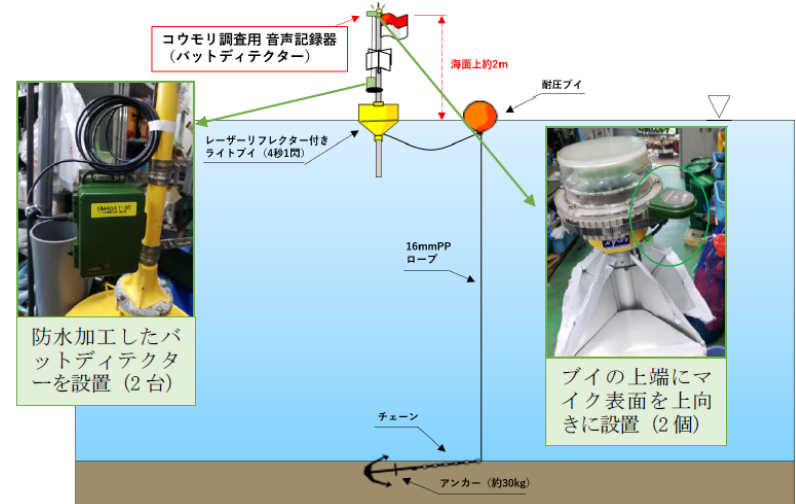 コウモリ調査用 音声記録器
（バットディテクター）
海面上約2m
耐圧ブイ
レーザーリフレクター付き
ライトブイ（4秒1閃）
16mmPP
ロープ
防水加工したバ
ットディテクタ
ーを設置（2 台）
ブイの上端にマ
イク表面を上向
きに設置（2 個）
チェーン
アンカー（約30kg）